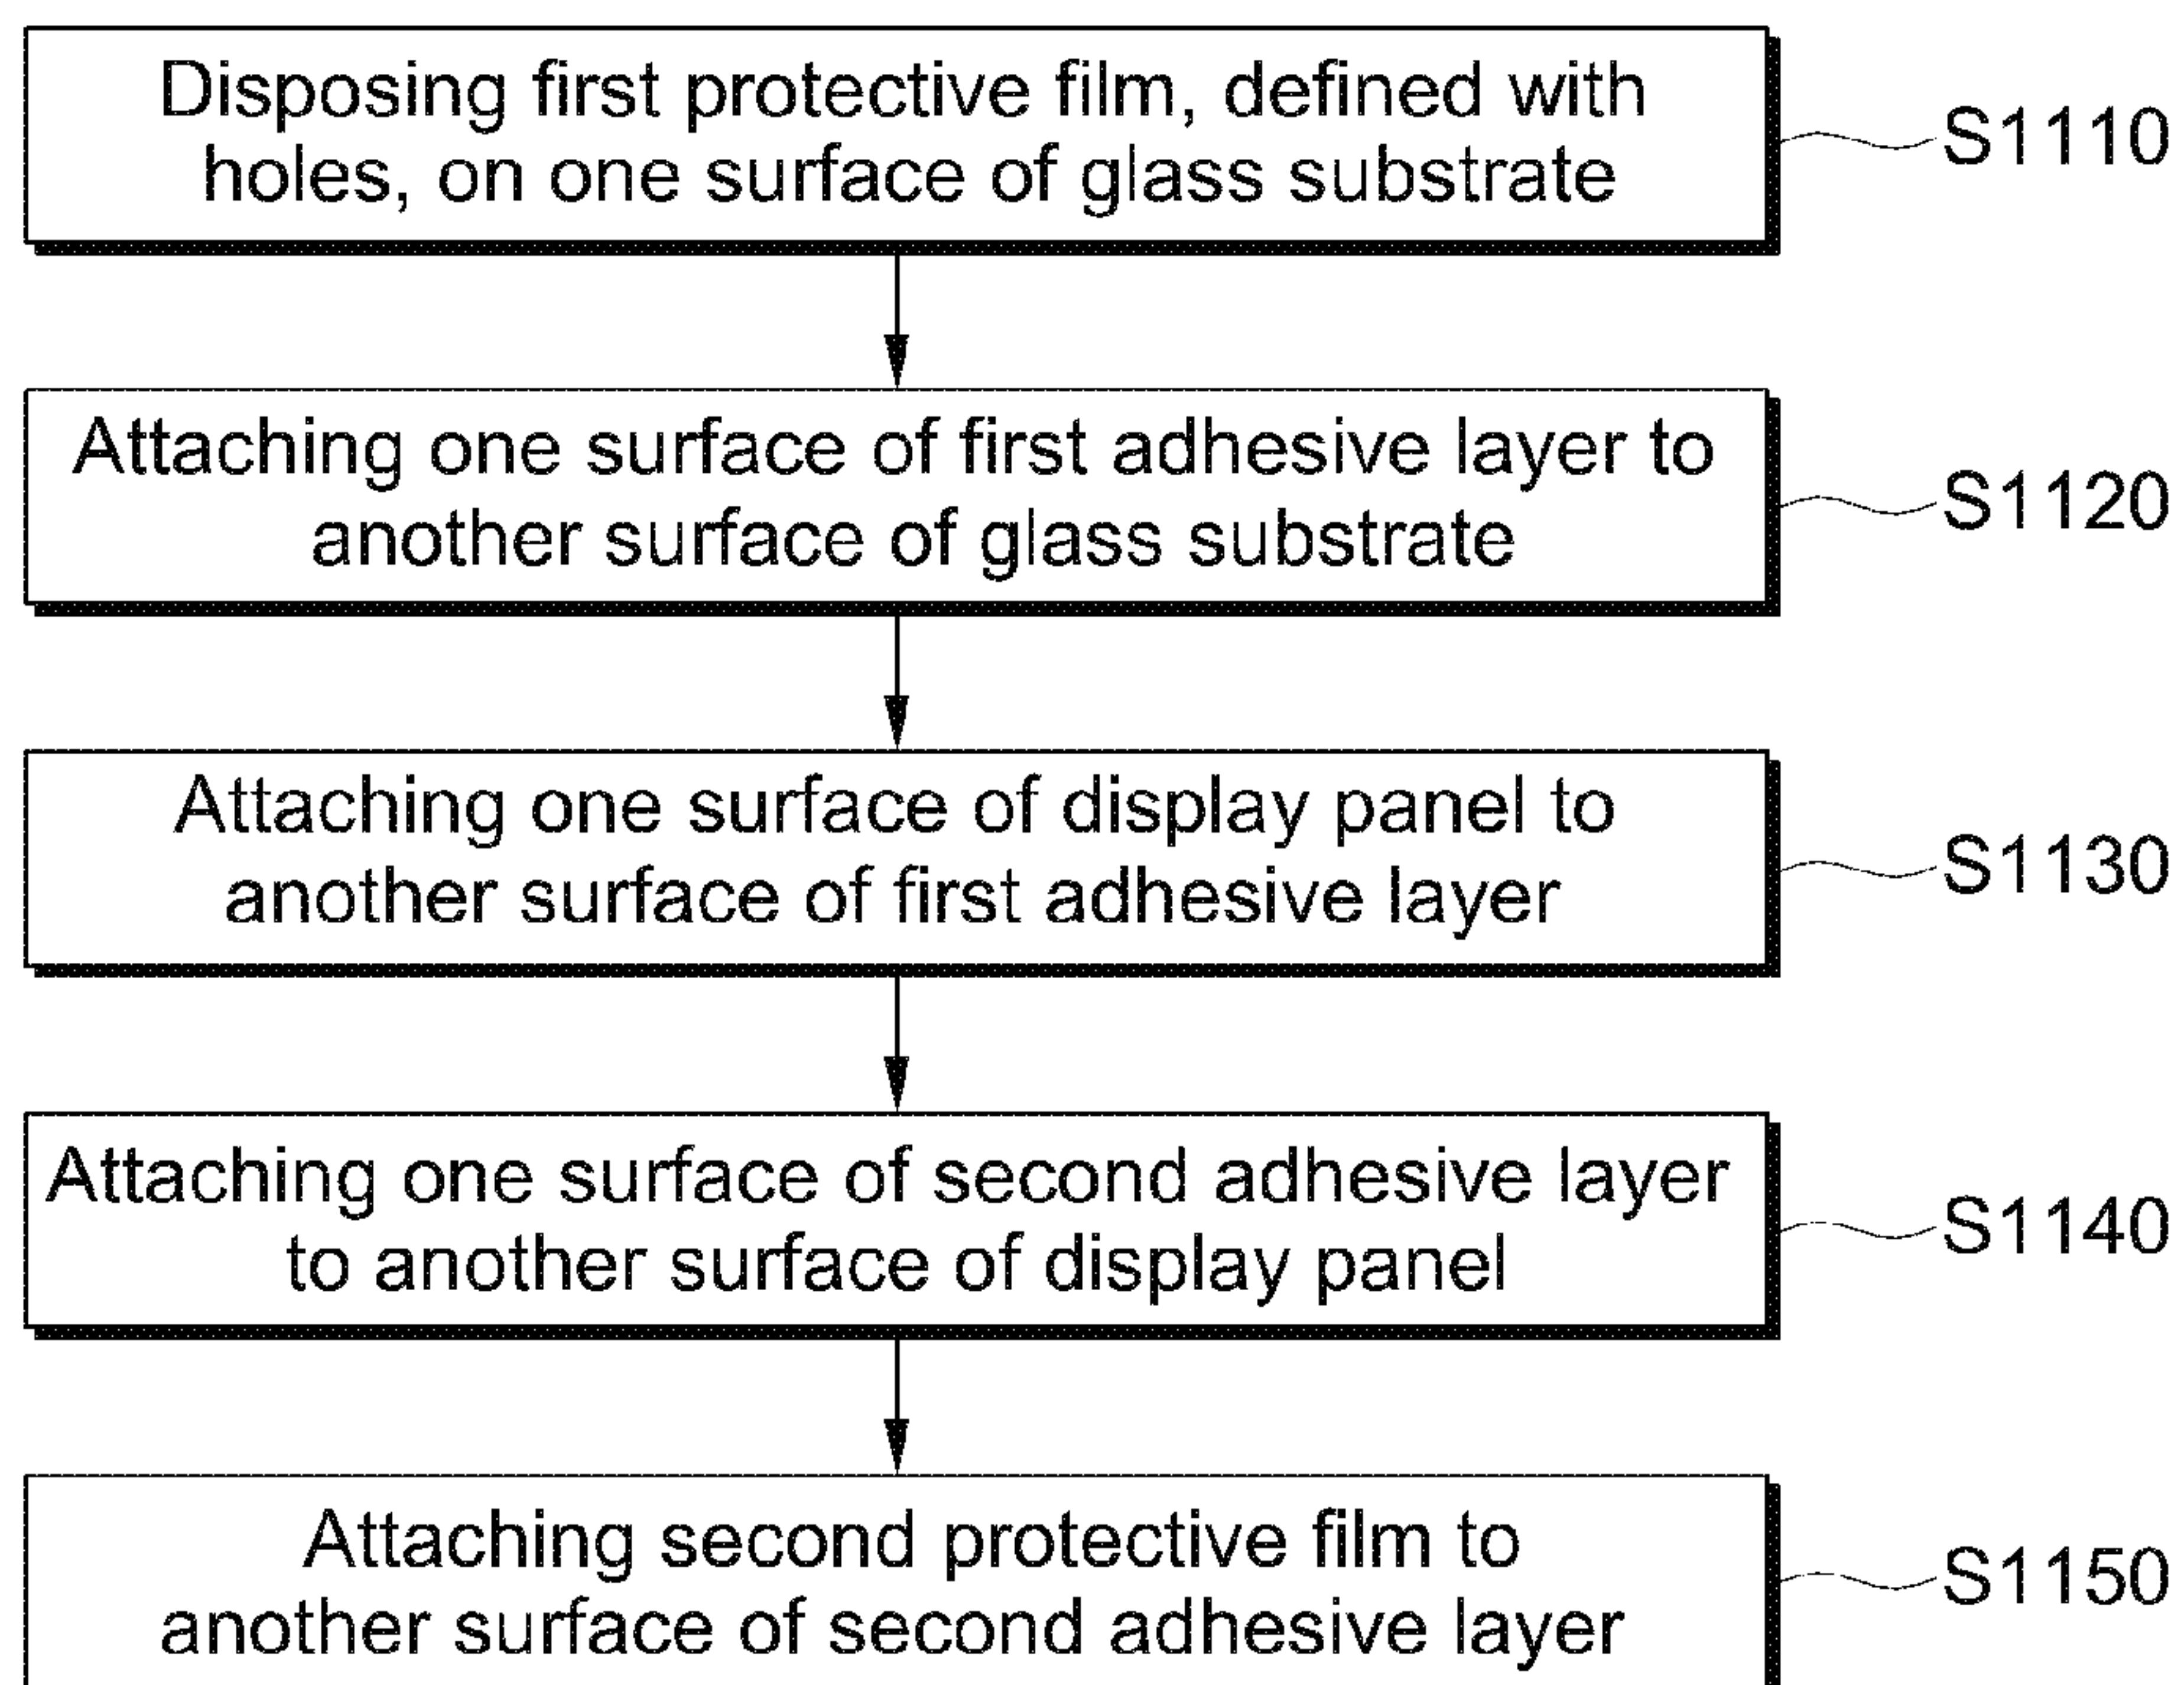 Disposing first protective film, defined with
holes, on one surface of glass substrate
S1110
Attaching one surface of first adhesive layer to
another surface of glass substrate
S1120
Attaching one surface of display panel to
another surface of first adhesive layer
S1130
Attaching one surface of second adhesive layer
to another surface of display panel
S1140
Attaching second protective film to
another surface of second adhesive layer
S1150